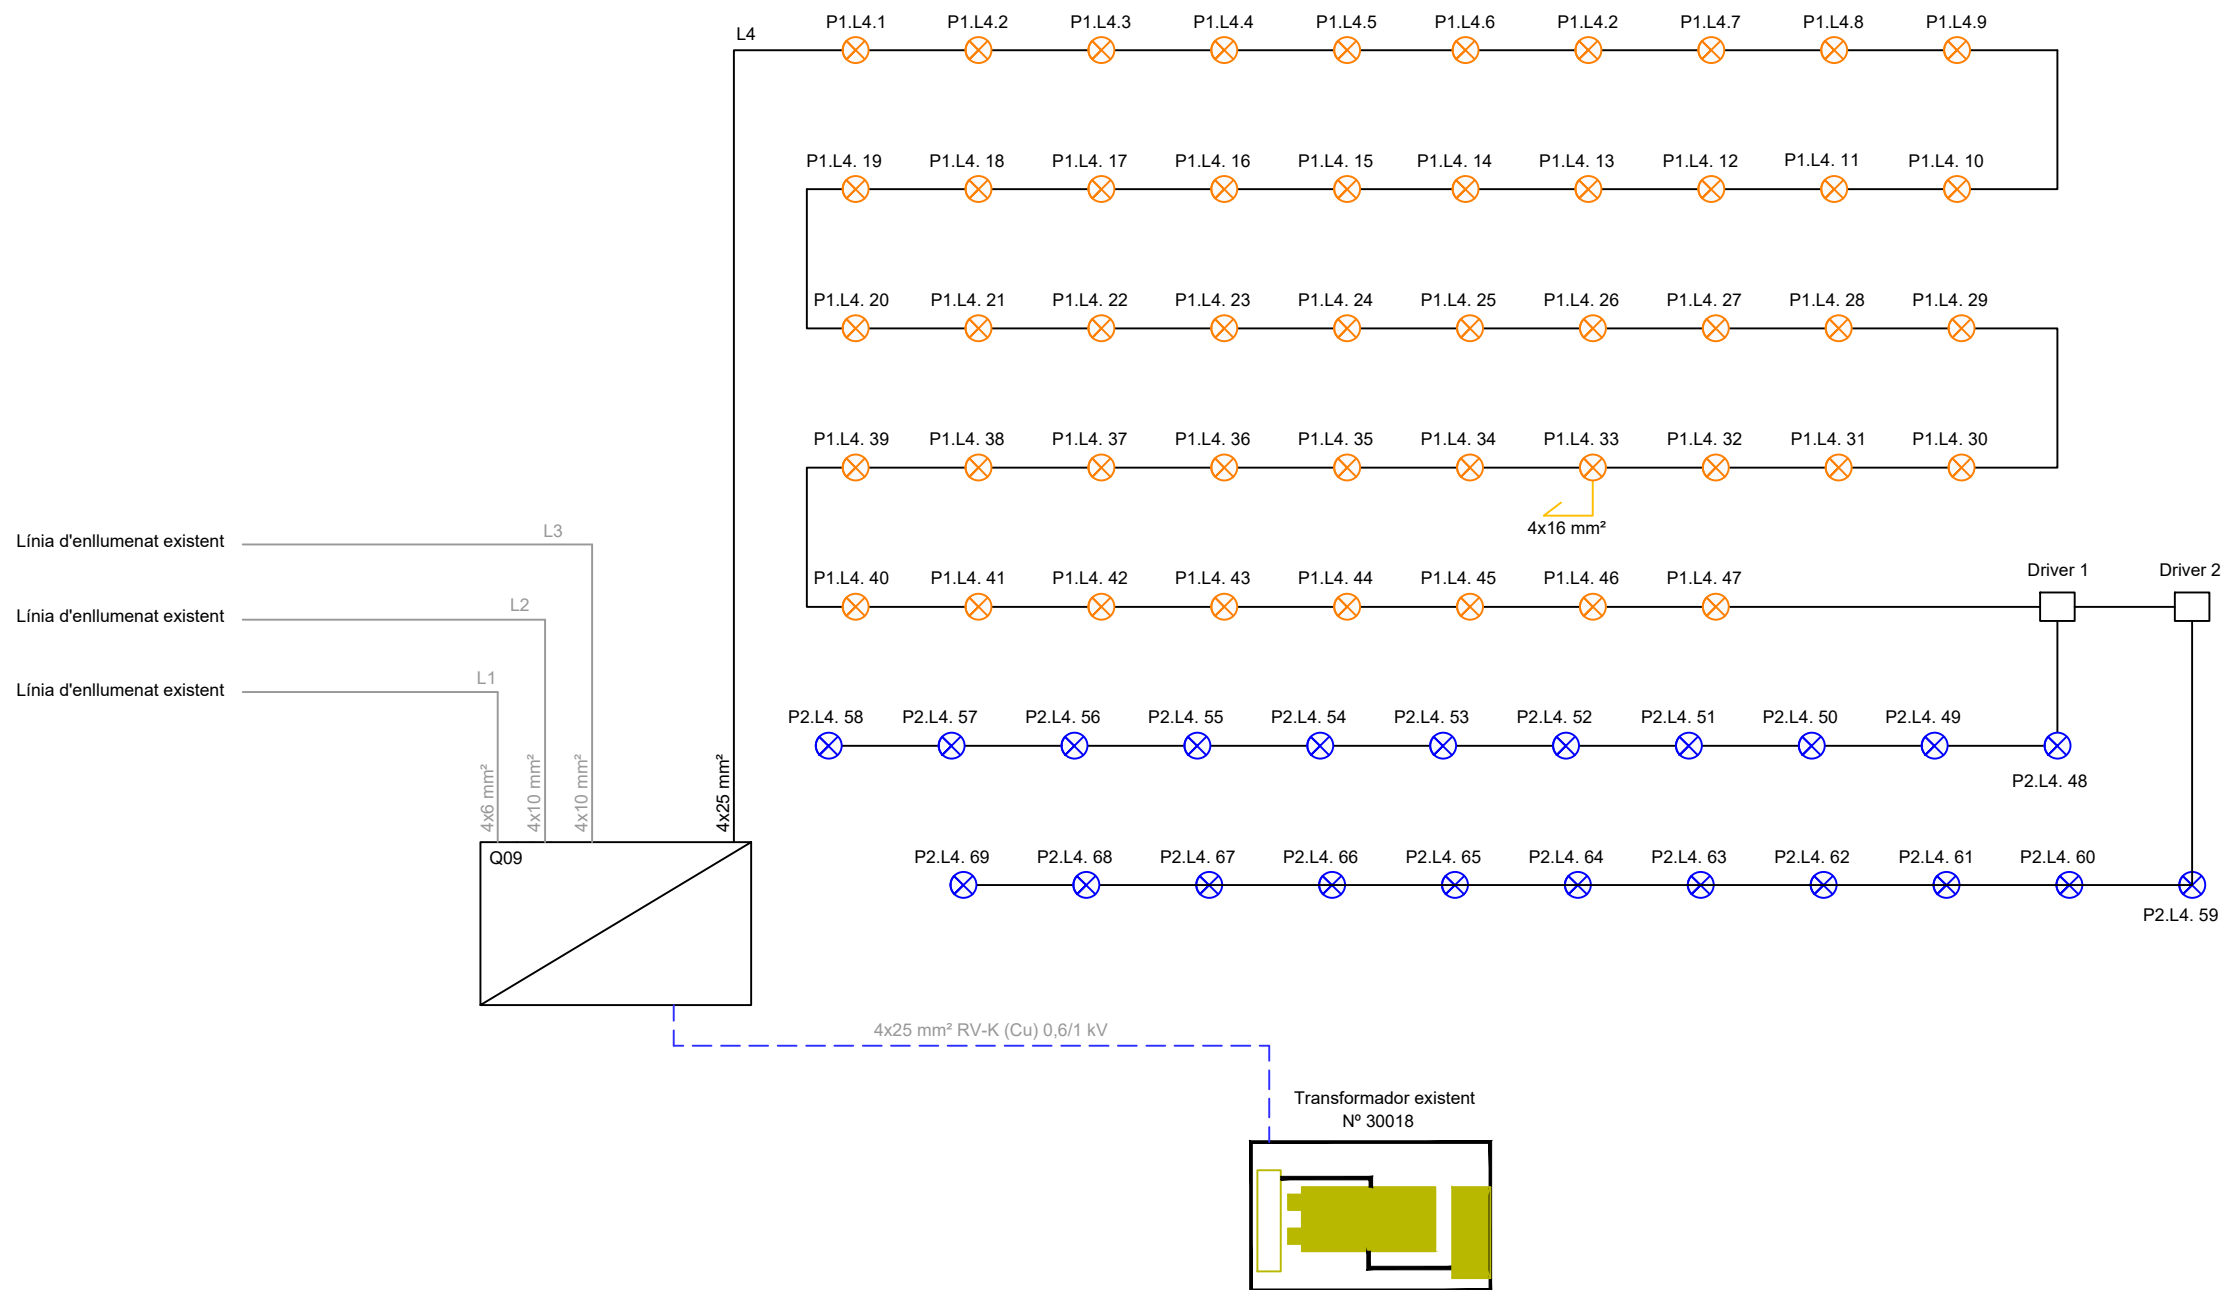 L4
P1.L4.1
P1.L4.2
P1.L4.3
P1.L4.4
P1.L4.5
P1.L4.6
P1.L4.2
P1.L4.7
P1.L4.8
P1.L4.9
P1.L4. 19
P1.L4. 18
P1.L4. 17
P1.L4. 16
P1.L4. 15
P1.L4. 14
P1.L4. 13
P1.L4. 12
P1.L4. 11
P1.L4. 10
P1.L4. 20
P1.L4. 21
P1.L4. 22
P1.L4. 23
P1.L4. 24
P1.L4. 25
P1.L4. 26
P1.L4. 27
P1.L4. 28
P1.L4. 29
P1.L4. 39
P1.L4. 38
P1.L4. 37
P1.L4. 36
P1.L4. 35
P1.L4. 34
P1.L4. 33
P1.L4. 32
P1.L4. 31
P1.L4. 30
4x16 mm²
Línia d'enllumenat existent
L3
Línia d'enllumenat existent
L2
Línia d'enllumenat existent
L1
P1.L4. 40
P1.L4. 41
P1.L4. 42
P1.L4. 43
P1.L4. 44
P1.L4. 45
P1.L4. 46
P1.L4. 47
Driver 1
Driver 2
P2.L4. 58
P2.L4. 57
P2.L4. 56
P2.L4. 55
P2.L4. 54
P2.L4. 53
P2.L4. 52
P2.L4. 51
P2.L4. 50
P2.L4. 49
P2.L4. 48
4x6 mm²
4x10 mm²
4x10 mm²
4x25 mm²
Q09
P2.L4. 69
P2.L4. 68
P2.L4. 67
P2.L4. 66
P2.L4. 65
P2.L4. 64
P2.L4. 63
P2.L4. 62
P2.L4. 61
P2.L4. 60
P2.L4. 59
4x25 mm² RV-K (Cu) 0,6/1 kV
Transformador existent
Nº 30018